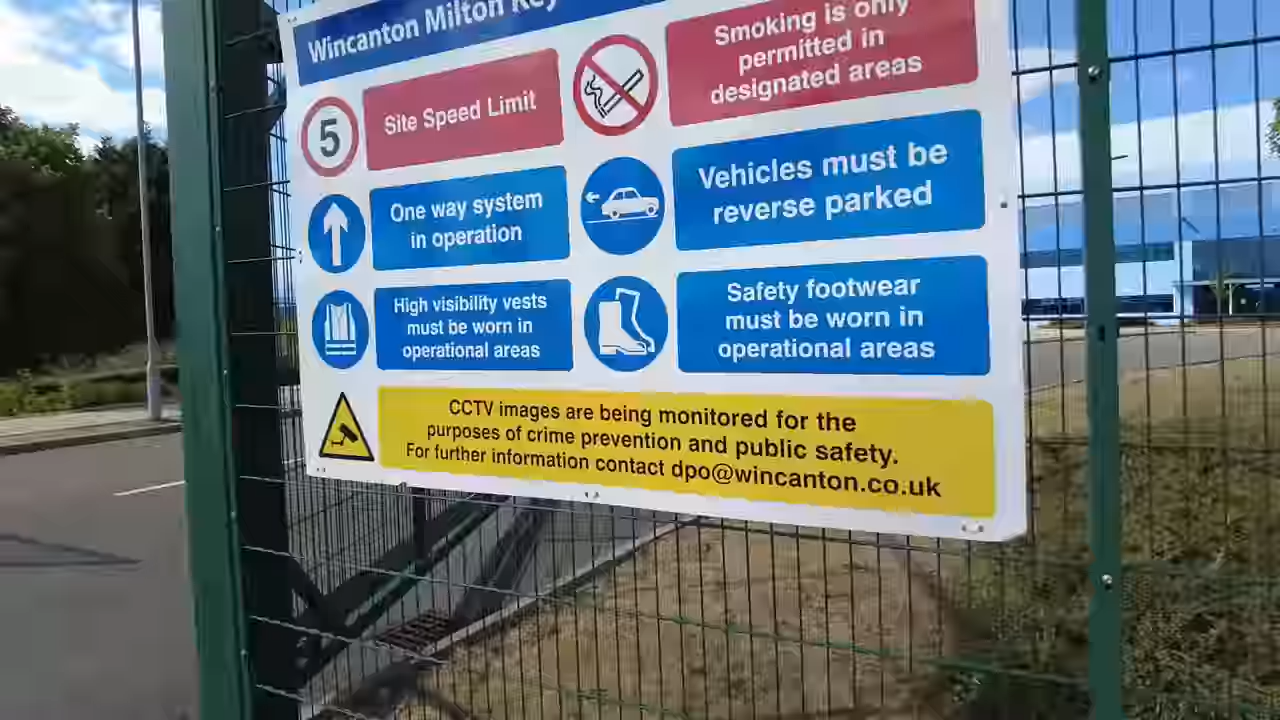 Wincanton Milton Key
5
Site Speed Limit
Smoking is only
permitted in
designated areas
One way system
in operation
Vehicles must be
reverse parked
High visibility vests
must be worn in
operational areas
Safety footwear
must be worn in
operational areas
CCTV images are being monitored for the
purposes of crime prevention and public safety.
For further information contact dpo@wincanton.co.uk